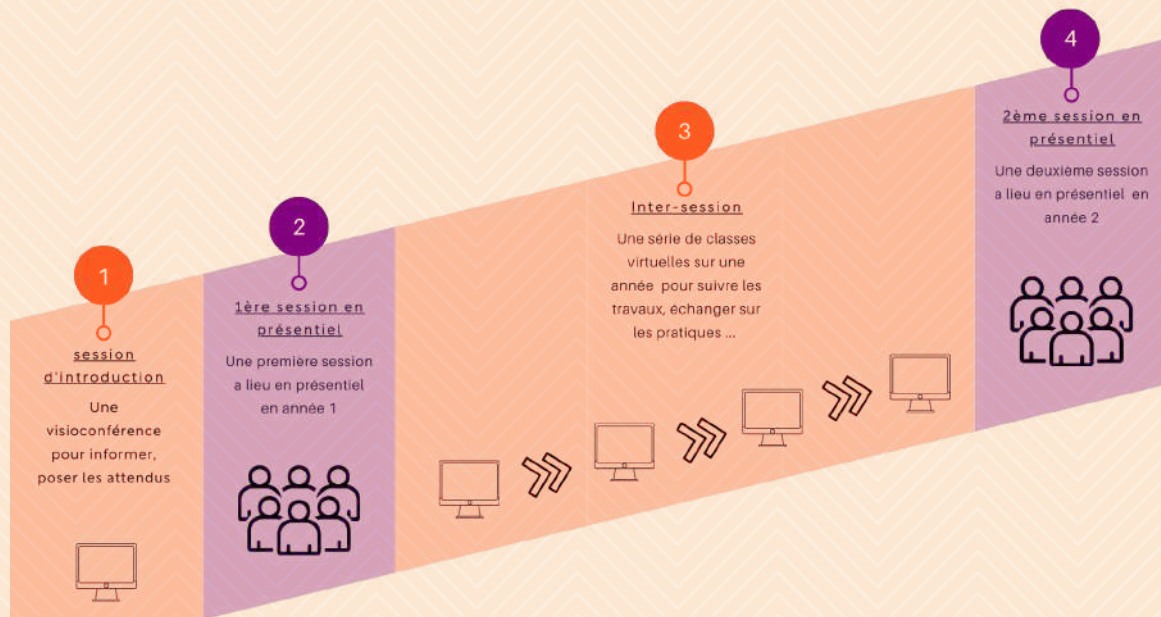 1
session
d'introduction
Une
visioconférence
pour informer,
poser les attendus
2
1ère session en
présentiel
Une première session
a lieu en présentiel
en année 1
3
Inter-session
Une série de classes
virtuelles sur une
année pour suivre les
travaux, échanger sur
les pratiques ...
4
2ème session en
présentiel
Une deuxième session
a lieu en présentiel en
année 2